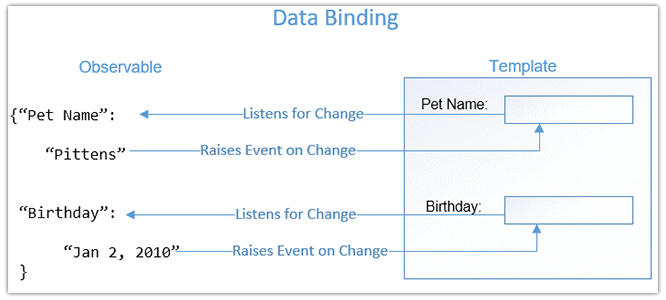 Data Binding
Observable
Template
{“Pet Name”:
Listens for Change
Pet Name:
“Pittens”
Raises Event on Change
“Birthday”:
Listens for Change
Birthday:
“Jan 2, 2010”
Raises Event on Change
}